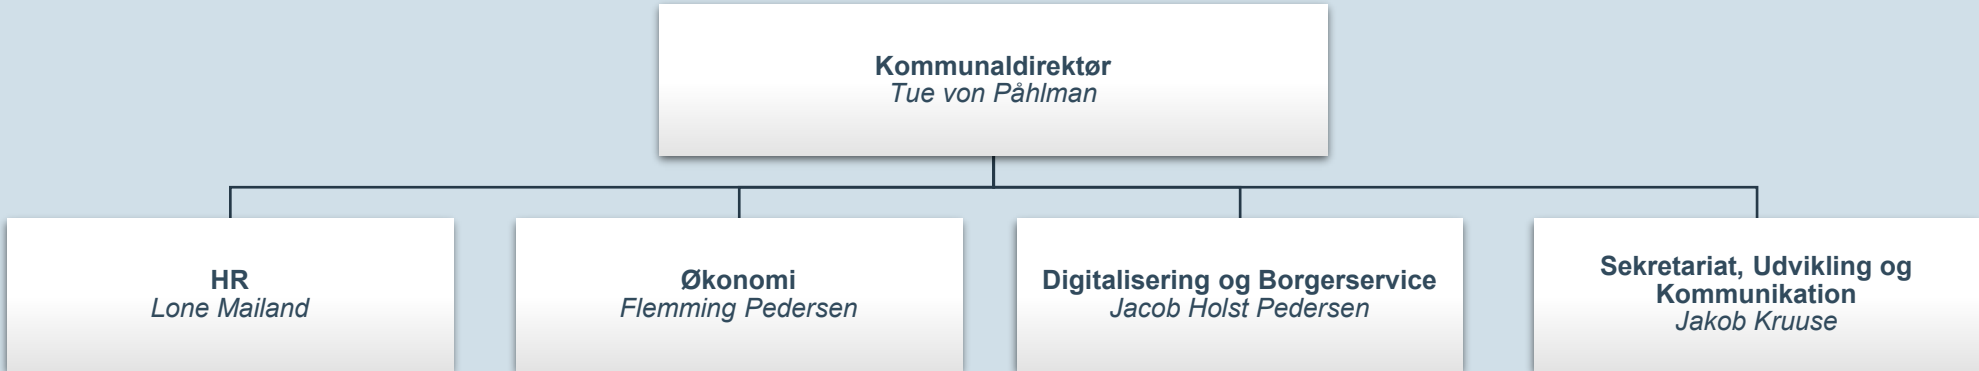 Kommunaldirektør
Tue von Påhlman
HR
Lone Mailand
Økonomi
Flemming Pedersen
Digitalisering og Borgerservice
Jacob Holst Pedersen
Sekretariat, Udvikling og
Kommunikation
Jakob Kruuse